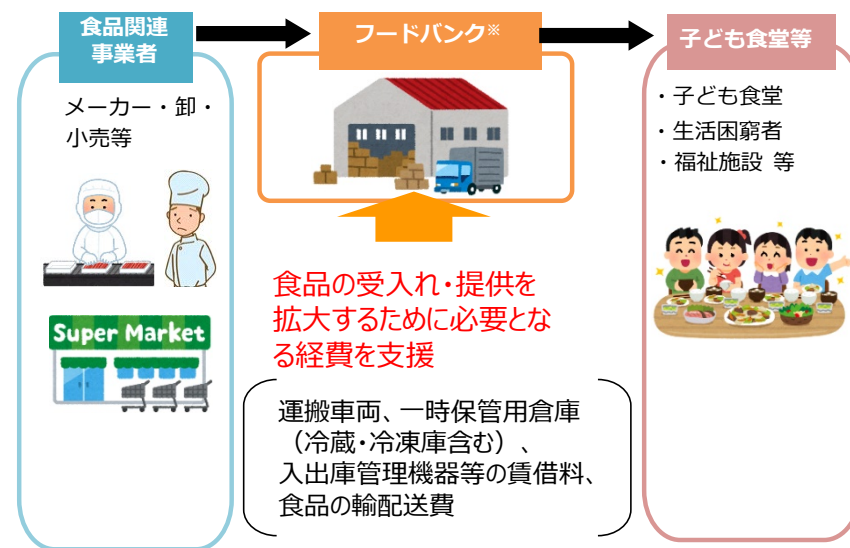 食品関連
事業者
フードバンク※
子ども食堂等
メーカー・卸・
小売等
Super Market
食品の受入れ・提供を
拡大するために必要とな
る経費を支援
運搬車両、一時保管用倉庫
（冷蔵・冷凍庫含む）、
入出庫管理機器等の賃借料、
食品の輸配送費
・子ども食堂
・生活困窮者
・福祉施設 等